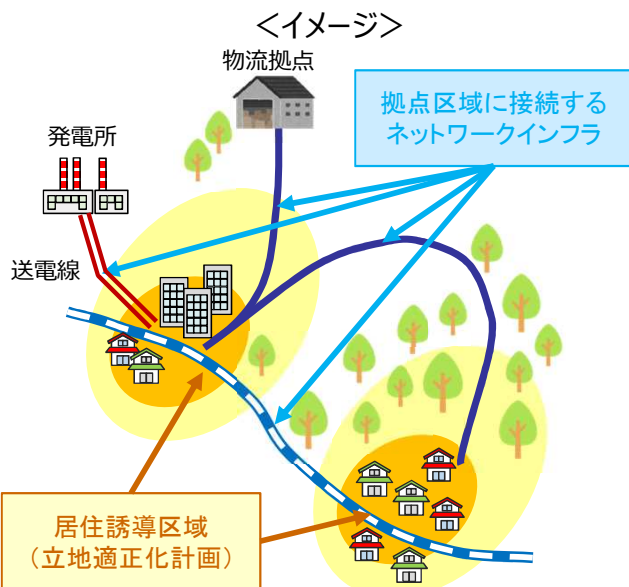 ＜イメージ＞
物流拠点
拠点区域に接続する
ネットワークインフラ
発電所
送電線
居住誘導区域
（立地適正化計画）